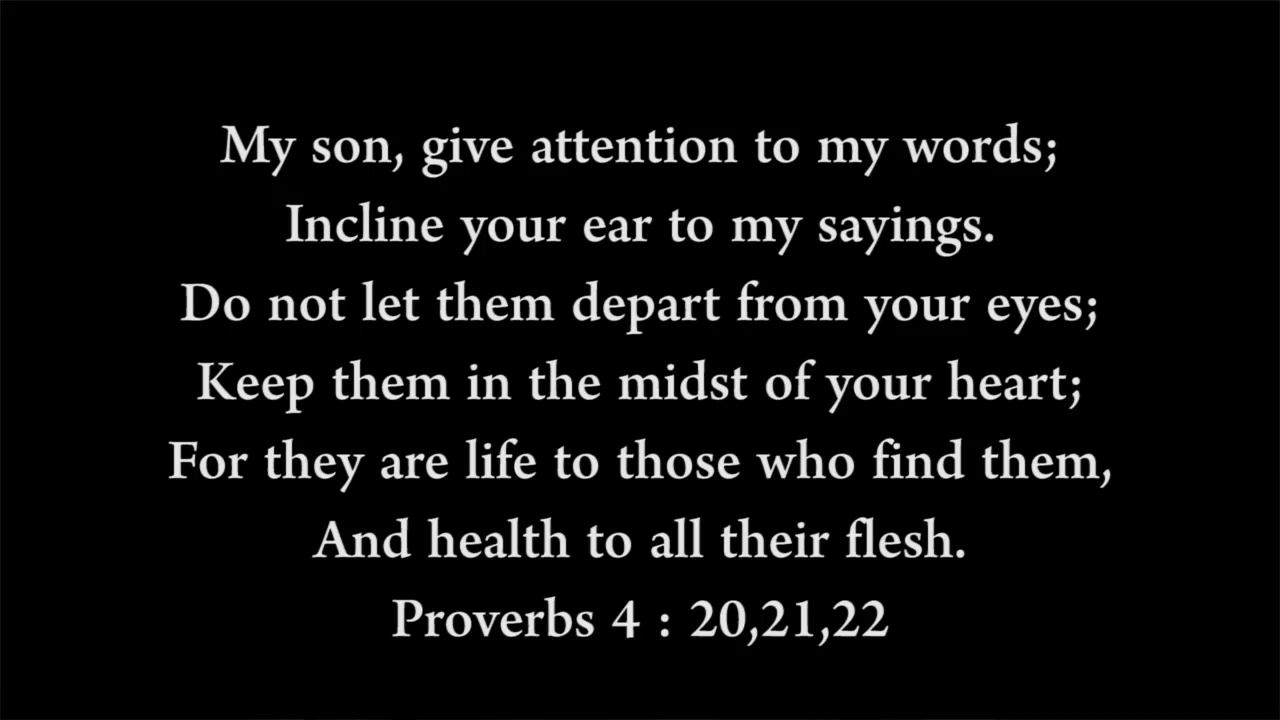 My son, give attention to my words;
Incline your ear to my sayings.
Do not let them depart from your eyes;
Keep them in the midst of your heart;
For they are life to those who find them,
And health to all their flesh.
Proverbs 4 : 20,21,22